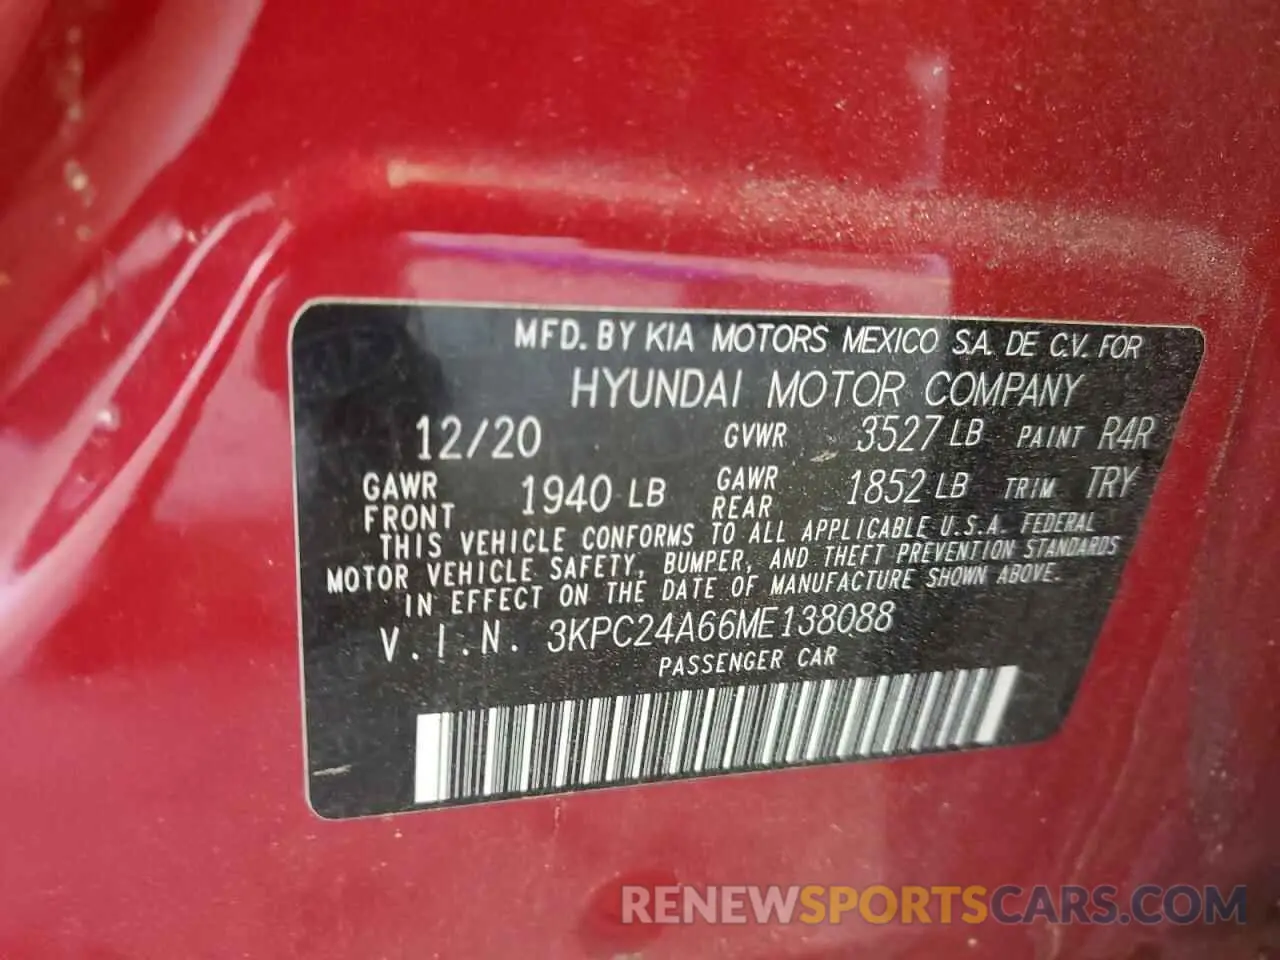 MFD. BY KIA MOTORS MEXICO S.A. DE C.V. FOR
HYUNDAI MOTOR COMPANY
12/20 GVWR 3527 LB PAINT R4R
GAWR FRONT 1940 LB GAWR REAR 1852 LB TRIM TRY
THIS VEHICLE CONFORMS TO ALL APPLICABLE U.S.A. FEDERAL
MOTOR VEHICLE SAFETY, BUMPER, AND THEFT PREVENTION STANDARDS
IN EFFECT ON THE DATE OF MANUFACTURE SHOWN ABOVE.
V.I.N. 3KPC24A66ME138088
PASSENGER CAR
RENEWSPORTSCARS.COM